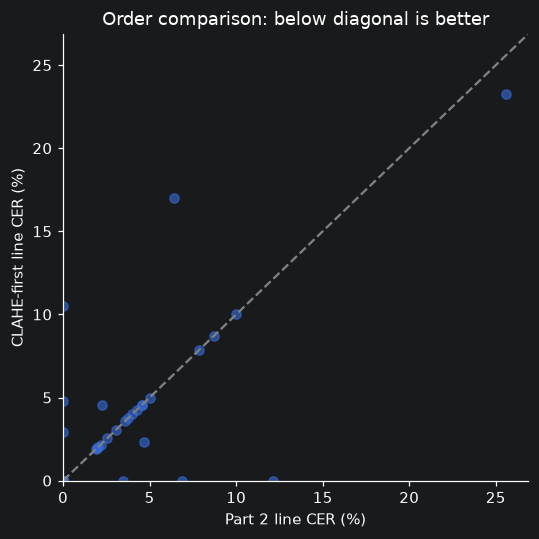 Order comparison: below diagonal is better
CLAHE-first line CER (%)
25
20
15
10
5
0
0 5 10 15 20 25
Part 2 line CER (%)